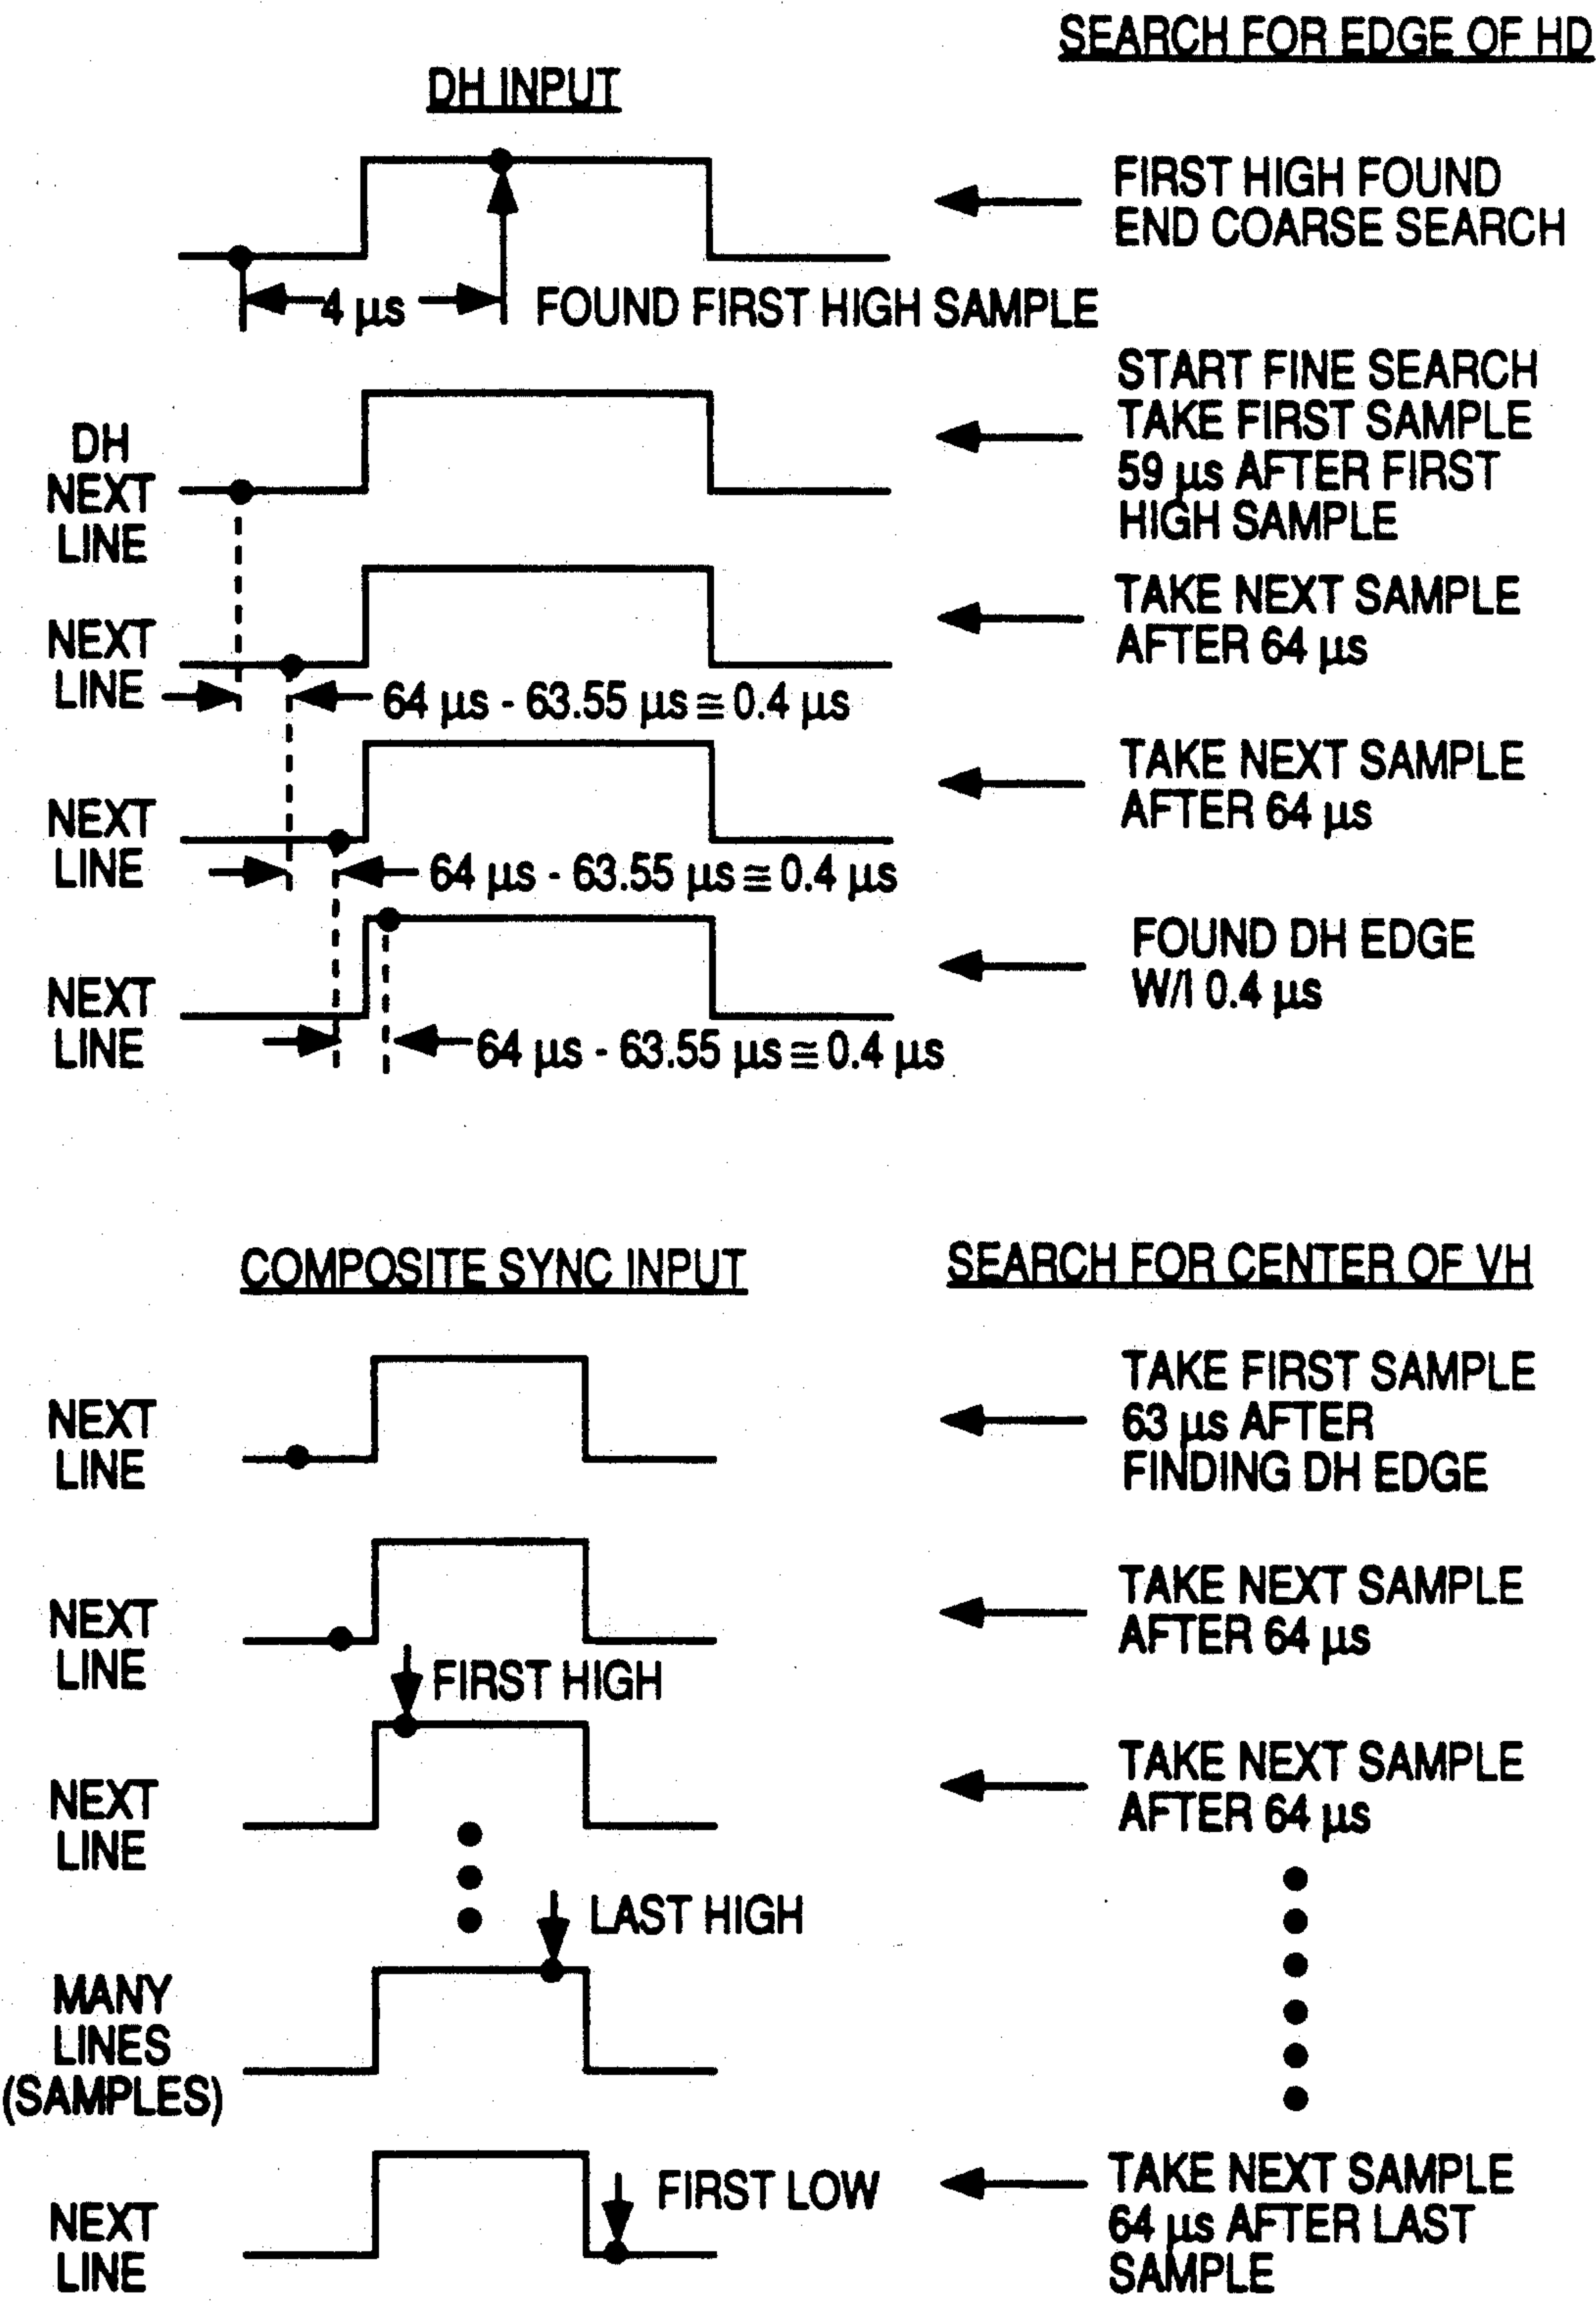 SEARCH FOR EDGE OF HD
DH INPUT
FIRST HIGH FOUND
END COARSE SEARCH
4 µs
FOUND FIRST HIGH SAMPLE
START FINE SEARCH
TAKE FIRST SAMPLE
59 µs AFTER FIRST
HIGH SAMPLE
DH
NEXT
LINE
TAKE NEXT SAMPLE
AFTER 64 µs
NEXT
LINE
64 µs - 63.55 µs ≅ 0.4 µs
TAKE NEXT SAMPLE
AFTER 64 µs
NEXT
LINE
64 µs - 63.55 µs ≅ 0.4 µs
FOUND DH EDGE
W/I 0.4 µs
NEXT
LINE
64 µs - 63.55 µs ≅ 0.4 µs
COMPOSITE SYNC INPUT
SEARCH FOR CENTER OF VH
NEXT
LINE
TAKE FIRST SAMPLE
63 µs AFTER
FINDING DH EDGE
NEXT
LINE
TAKE NEXT SAMPLE
AFTER 64 µs
FIRST HIGH
NEXT
LINE
TAKE NEXT SAMPLE
AFTER 64 µs
LAST HIGH
MANY
LINES
(SAMPLES)
FIRST LOW
NEXT
LINE
TAKE NEXT SAMPLE
64 µs AFTER LAST
SAMPLE